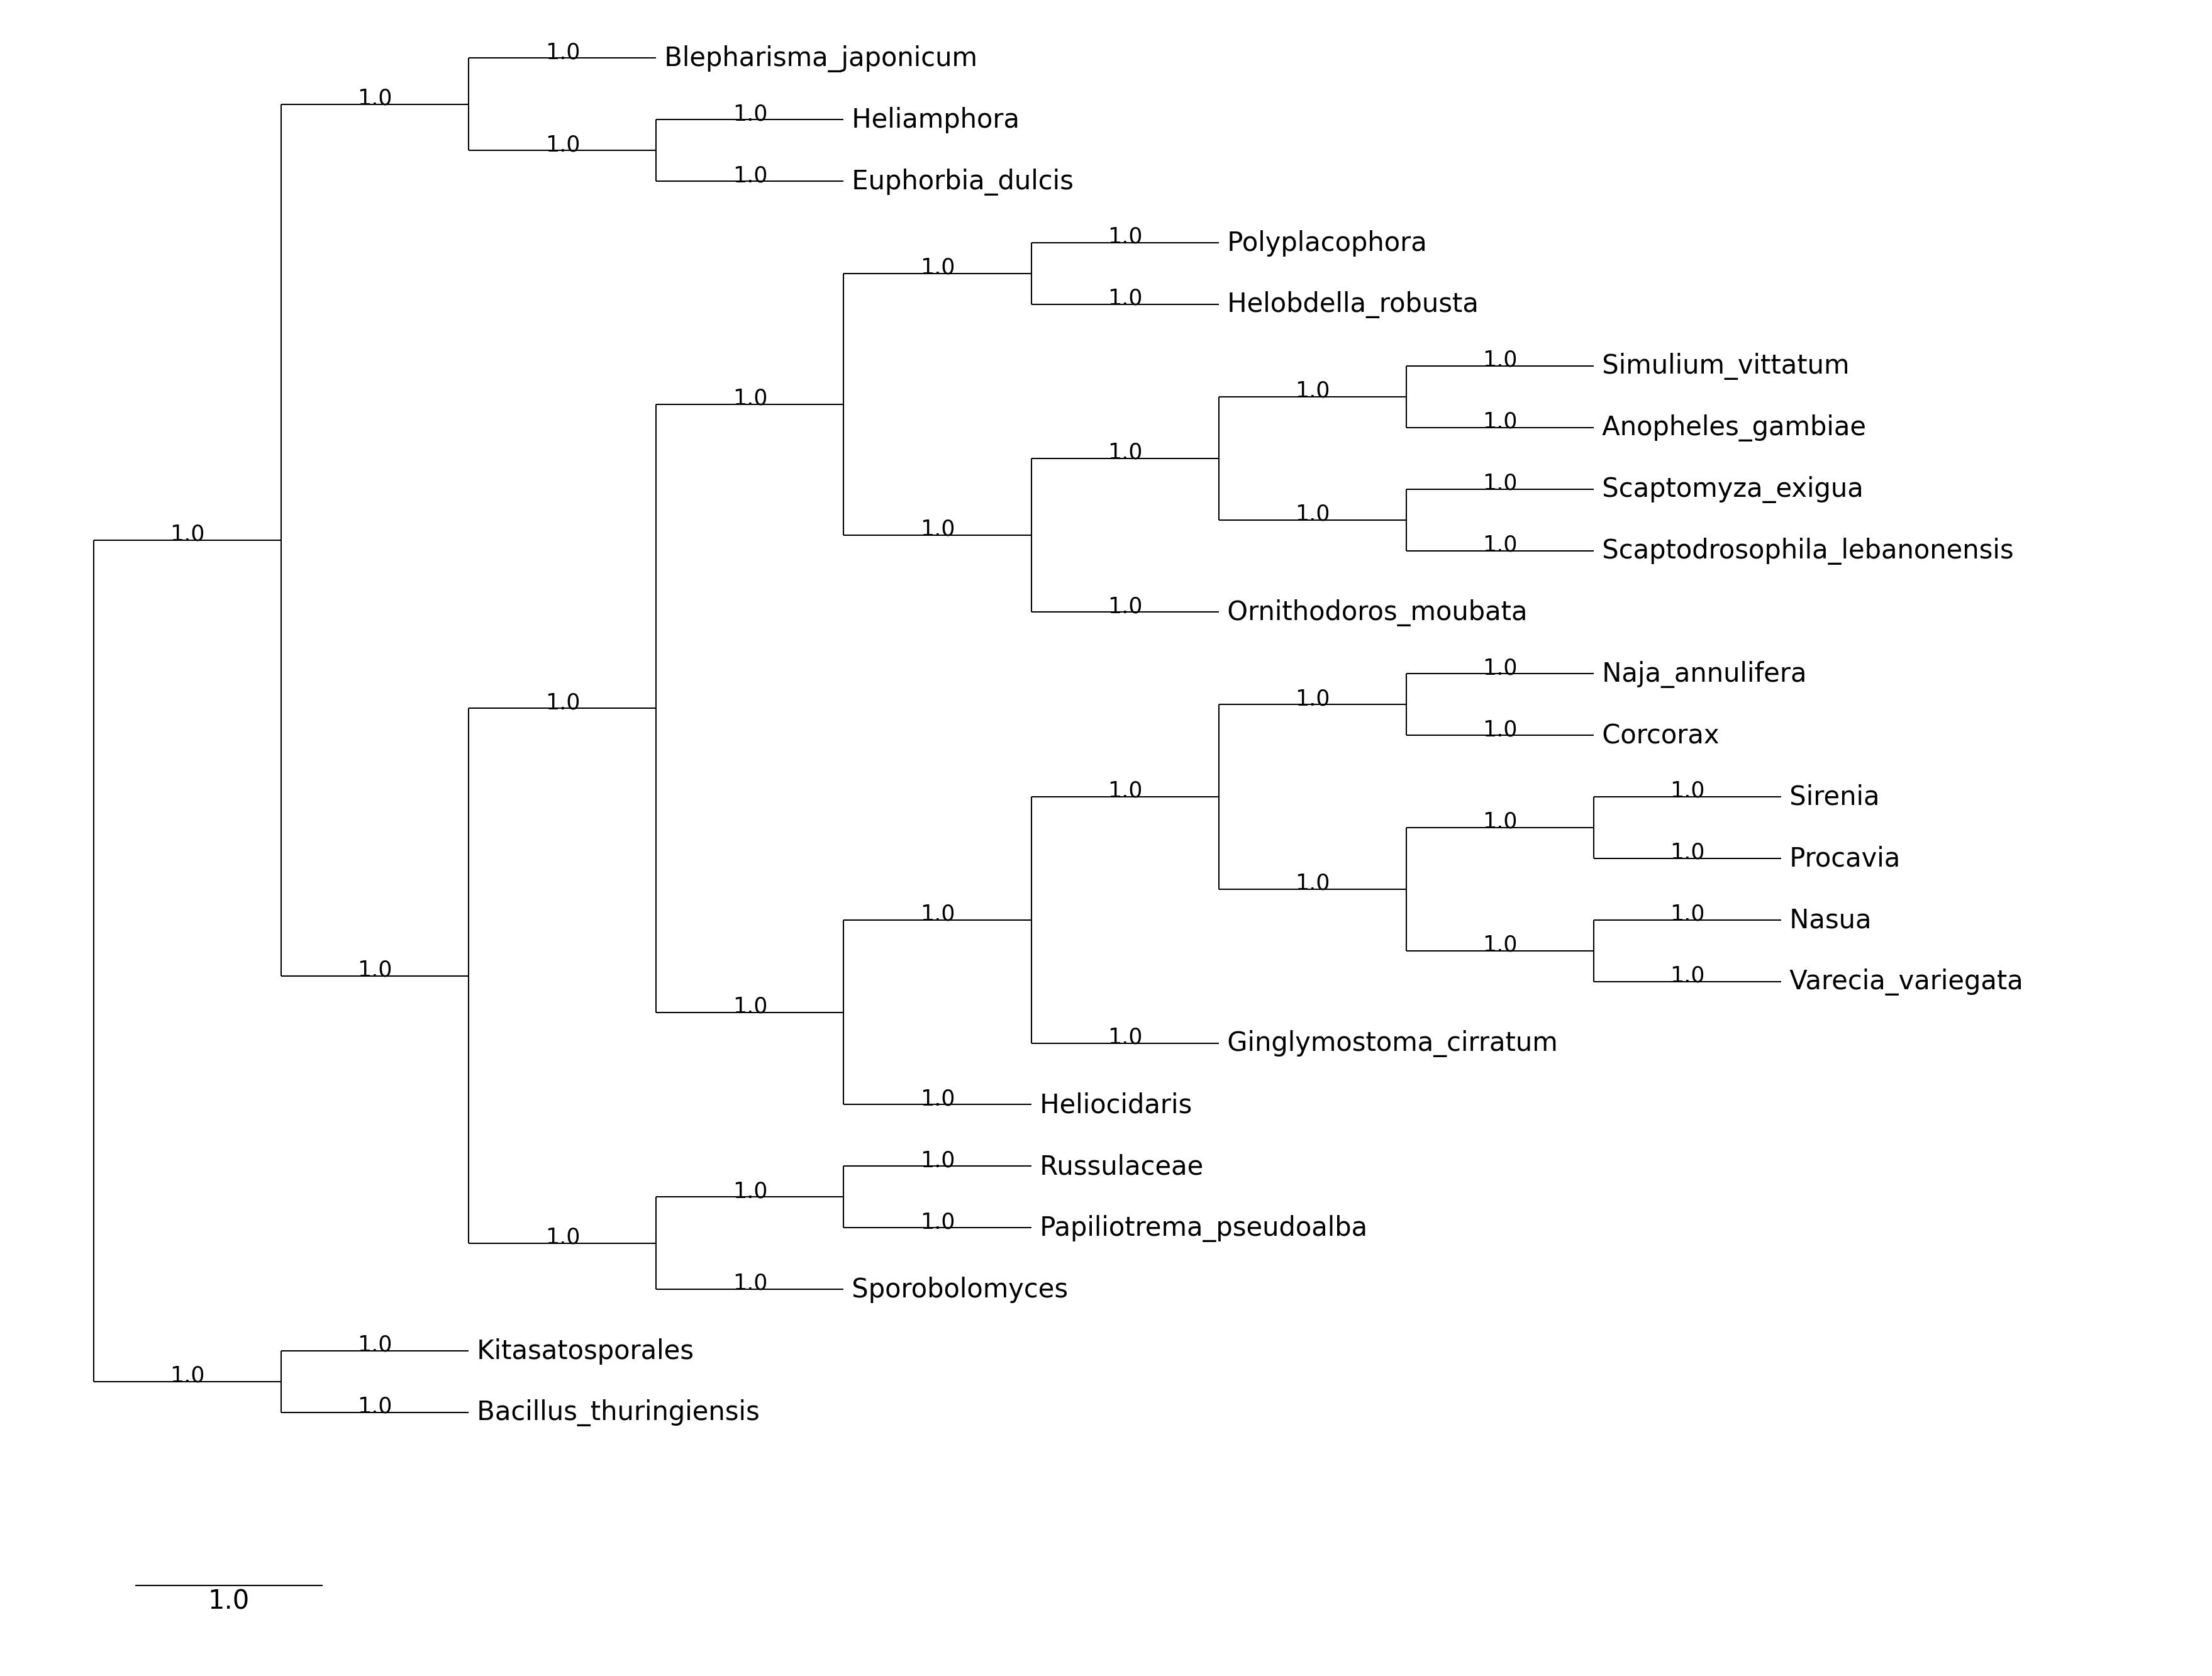 1.0 Blepharisma_japonicum
1.0
1.0 Heliamphora
1.0
1.0 Euphorbia_dulcis
1.0 Polyplacophora
1.0
1.0 Helobdella_robusta
1.0 Simulium_vittatum
1.0
1.0
1.0 Anopheles_gambiae
1.0
1.0 Scaptomyza_exigua
1.0
1.0
1.0
1.0 Scaptodrosophila_lebanonensis
1.0 Ornithodoros_moubata
1.0 Naja_annulifera
1.0
1.0
1.0 Corcorax
1.0
1.0 Sirenia
1.0
1.0 Procavia
1.0
1.0
1.0 Nasua
1.0
1.0
1.0 Varecia_variegata
1.0
1.0 Ginglymostoma_cirratum
1.0 Heliocidaris
1.0 Russulaceae
1.0
1.0 Papiliotrema_pseudoalba
1.0
1.0 Sporobolomyces
1.0 Kitasatosporales
1.0
1.0 Bacillus_thuringiensis
1.0